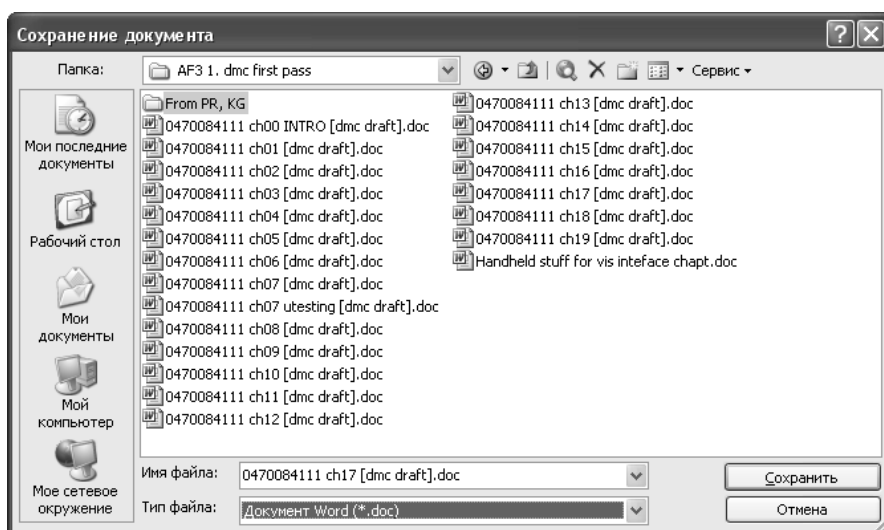 Сохранение документа
Папка:
AF3 1. dmc first pass
Сервис
Мои последние
документы
Рабочий стол
Мои
документы
Мой
компьютер
Мое сетевое
окружение
From PR, KG
0470084111 ch00 INTRO [dmc draft].doc
0470084111 ch01 [dmc draft].doc
0470084111 ch02 [dmc draft].doc
0470084111 ch03 [dmc draft].doc
0470084111 ch04 [dmc draft].doc
0470084111 ch05 [dmc draft].doc
0470084111 ch06 [dmc draft].doc
0470084111 ch07 [dmc draft].doc
0470084111 ch07 utesting [dmc draft].doc
0470084111 ch08 [dmc draft].doc
0470084111 ch09 [dmc draft].doc
0470084111 ch10 [dmc draft].doc
0470084111 ch11 [dmc draft].doc
0470084111 ch12 [dmc draft].doc
0470084111 ch13 [dmc draft].doc
0470084111 ch14 [dmc draft].doc
0470084111 ch15 [dmc draft].doc
0470084111 ch16 [dmc draft].doc
0470084111 ch17 [dmc draft].doc
0470084111 ch18 [dmc draft].doc
0470084111 ch19 [dmc draft].doc
Handheld stuff for vis inteface chapt.doc
Имя файла:
0470084111 ch17 [dmc draft].doc
Сохранить
Тип файла:
Документ Word (*.doc)
Отмена